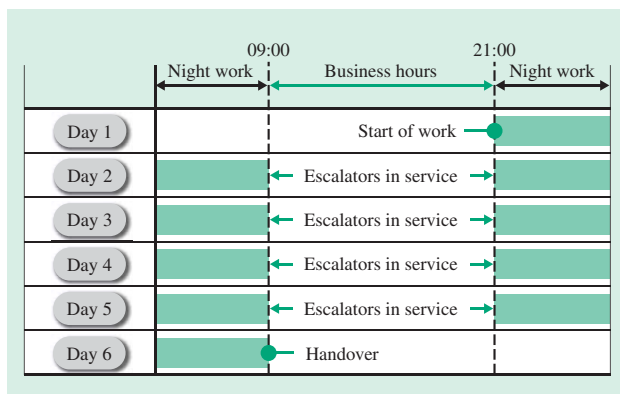 09:00 21:00
Night work Business hours Night work
Day 1 Start of work
Day 2 Escalators in service
Day 3 Escalators in service
Day 4 Escalators in service
Day 5 Escalators in service
Day 6 Handover